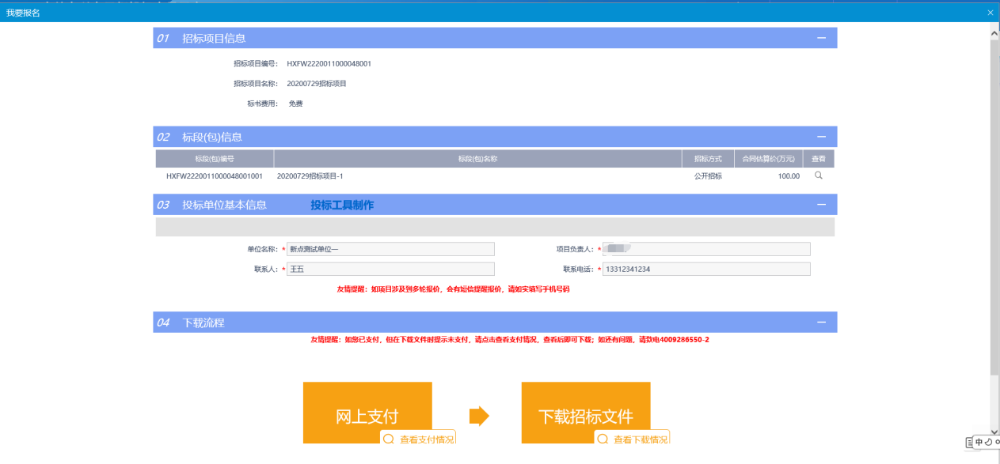 我要报名
01 招标项目信息
招标项目编号： HXFW2220011000048001
招标项目名称： 20200729招标项目
标书费用： 免费
02 标段(包)信息
标段(包)编号 标段(包)名称 招标方式 合同估算价(万元) 查看
HXFW2220011000048001001 20200729招标项目-1 公开招标 100.00
03 投标单位基本信息 投标工具制作
单位名称：* 新点测试单位一 项目负责人：*
联系人：* 王五 联系电话：* 13312341234
友情提醒：如项目涉及到多轮报价，会有短信提醒报价，请如实填写手机号码
04 下载流程
友情提醒：如您已支付，但在下载文件时提示未支付，请点击查看支付情况，查看后即可下载；如还有问题，请致电4009286550-2
网上支付 下载招标文件
查看支付情况 查看下载情况
中